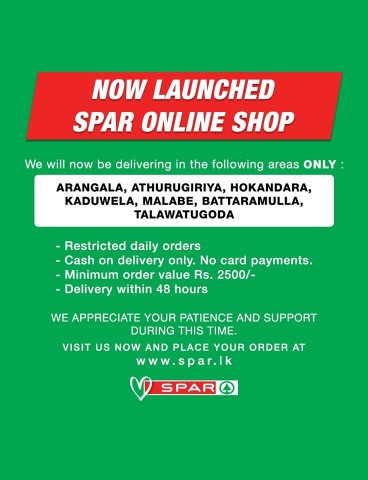 NOW LAUNCHED
SPAR ONLINE SHOP
We will now be delivering in the following areas ONLY :
ARANGALA, ATHURUGIRIYA, HOKANDARA,
KADUWELA, MALABE, BATTARAMULLA,
TALAWATUGODA
- Restricted daily orders
- Cash on delivery only. No card payments.
- Minimum order value Rs. 2500/-
- Delivery within 48 hours
WE APPRECIATE YOUR PATIENCE AND SUPPORT
DURING THIS TIME.
VISIT US NOW AND PLACE YOUR ORDER AT
www.spar.lk
SPAR